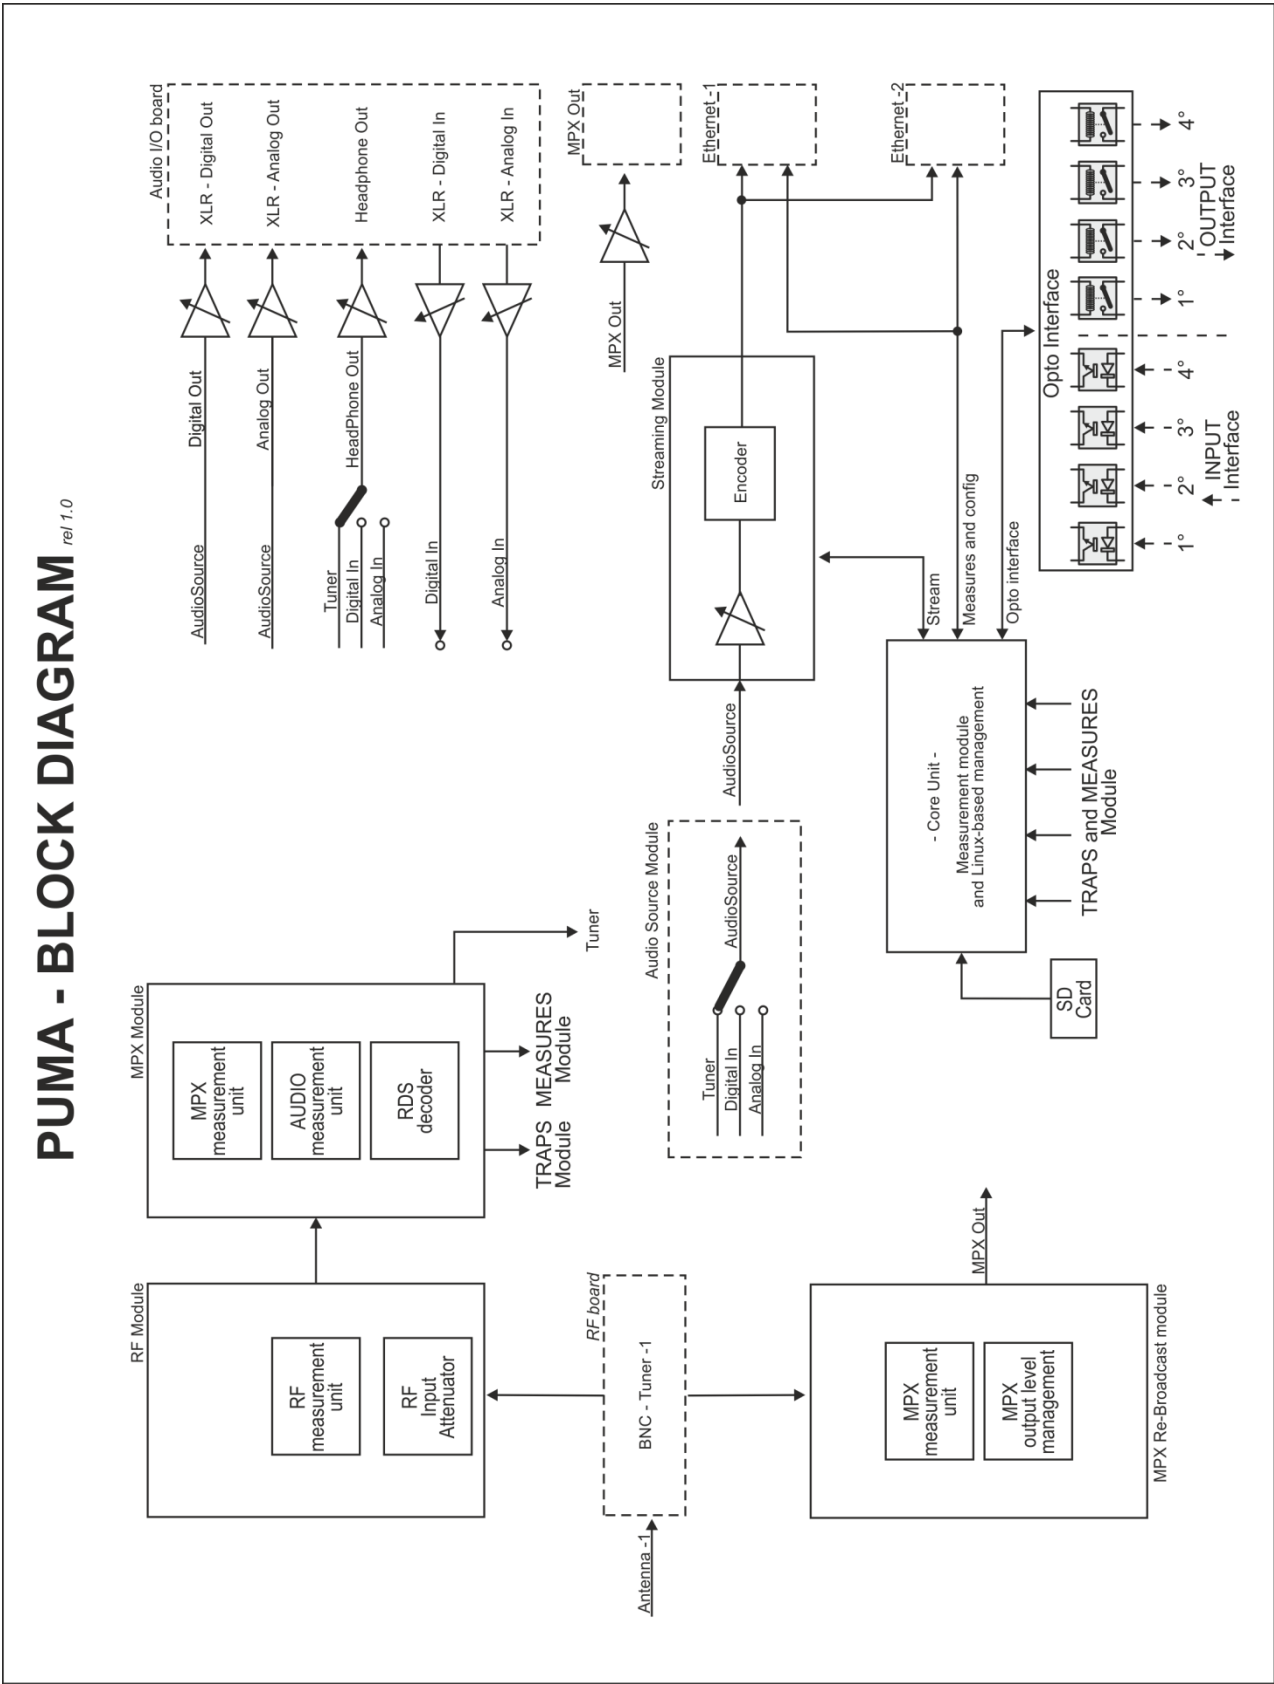 PUMA - BLOCK DIAGRAM rel 1.0
RF Module
RF
measurement
unit
RF
Input
Attenuator
MPX Module
MPX
measurement
unit
AUDIO
measurement
unit
RDS
decoder
TRAPS
Module
MEASURES
Module
Tuner
Antenna -1
RF board
BNC - Tuner -1
MPX
measurement
unit
MPX
output level
management
MPX Re-Broadcast module
MPX Out
Audio Source Module
Tuner
Digital In
Analog In
AudioSource
AudioSource
Streaming Module
Encoder
AudioSource
Digital Out
AudioSource
Analog Out
Tuner
Digital In
Analog In
HeadPhone Out
Digital In
Analog In
Audio I/O board
XLR - Digital Out
XLR - Analog Out
Headphone Out
XLR - Digital In
XLR - Analog In
MPX Out
MPX Out
Ethernet -1
Ethernet -2
SD
Card
- Core Unit -
Measurement module
and Linux-based management
TRAPS and MEASURES
Module
Stream
Measures and config
Opto interface
Opto Interface
1° 2° 3° 4° 1° 2° 3° 4°
INPUT
Interface
OUTPUT
Interface